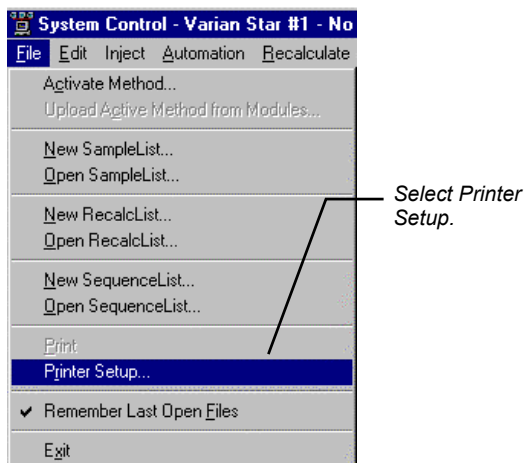 System Control - Varian Star #1 - No
File Edit Inject Automation Recalculate
Activate Method...
Upload Active Method from Modules...
New SampleList...
Open SampleList...
New RecalcList...
Open RecalcList...
New SequenceList...
Open SequenceList...
Print
Printer Setup...
✔ Remember Last Open Files
Exit
Select Printer
Setup.